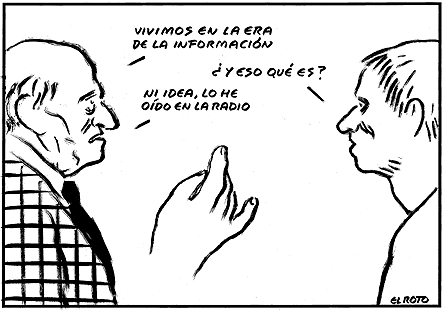 VIVIMOS EN LA ERA
DE LA INFORMACIÓN
¿Y ESO QUÉ ES?
NI IDEA, LO HE
OÍDO EN LA RADIO
EL ROTO